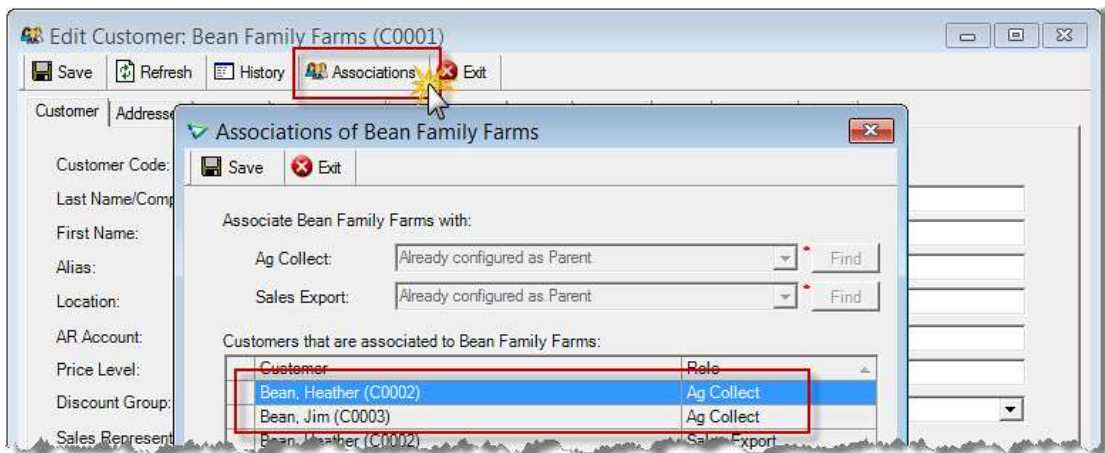 Edit Customer: Bean Family Farms (C0001)
Save Refresh History Associations Exit
Customer Addresse
Associations of Bean Family Farms
Save Exit
Customer Code:
Last Name/Comp
First Name:
Alias:
Location:
AR Account:
Price Level:
Discount Group:
Sales Represent
Associate Bean Family Farms with:
Ag Collect: Already configured as Parent * Find
Sales Export: Already configured as Parent * Find
Customers that are associated to Bean Family Farms:
Customer Role
Bean, Heather (C0002) Ag Collect
Bean, Jim (C0003) Ag Collect
Bean, Heather (C0002) Sales Export